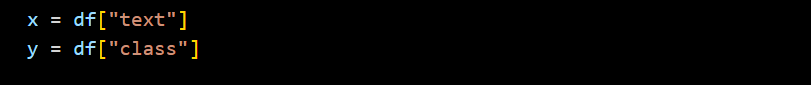 x = df["text"]
y = df["class"]